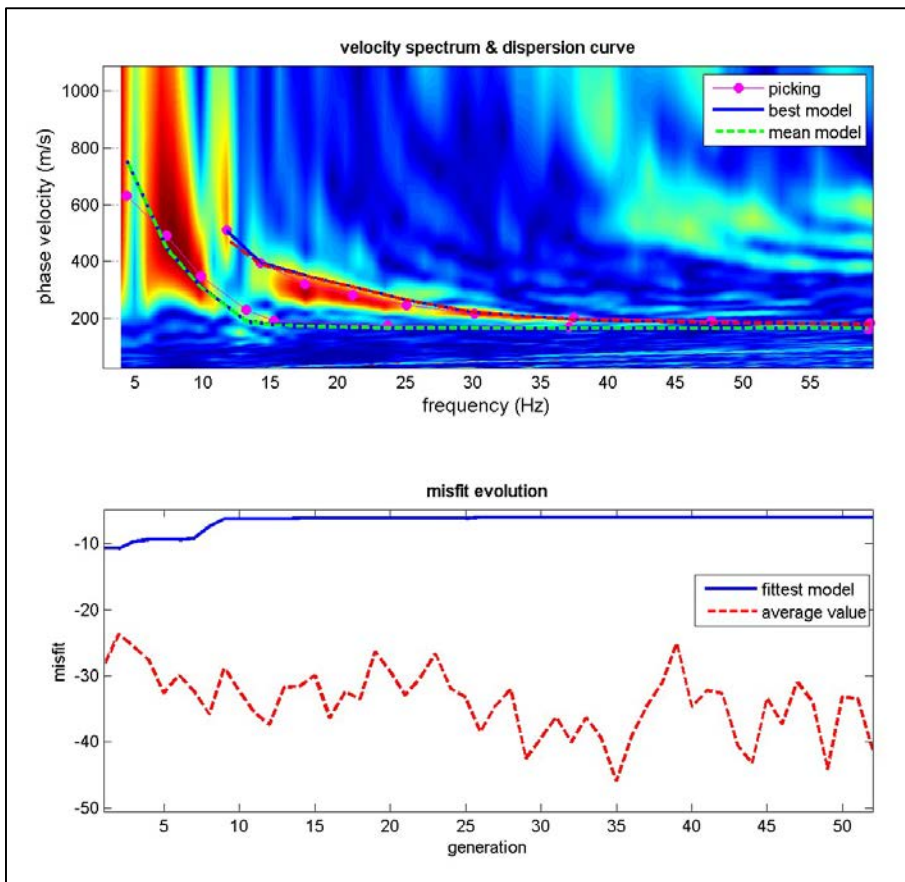 velocity spectrum & dispersion curve
1000
800
600
400
200
phase velocity (m/s)
picking
best model
mean model
5 10 15 20 25 30 35 40 45 50 55
frequency (Hz)
misfit evolution
-10
-20
-30
-40
-50
misfit
fittest model
average value
5 10 15 20 25 30 35 40 45 50
generation